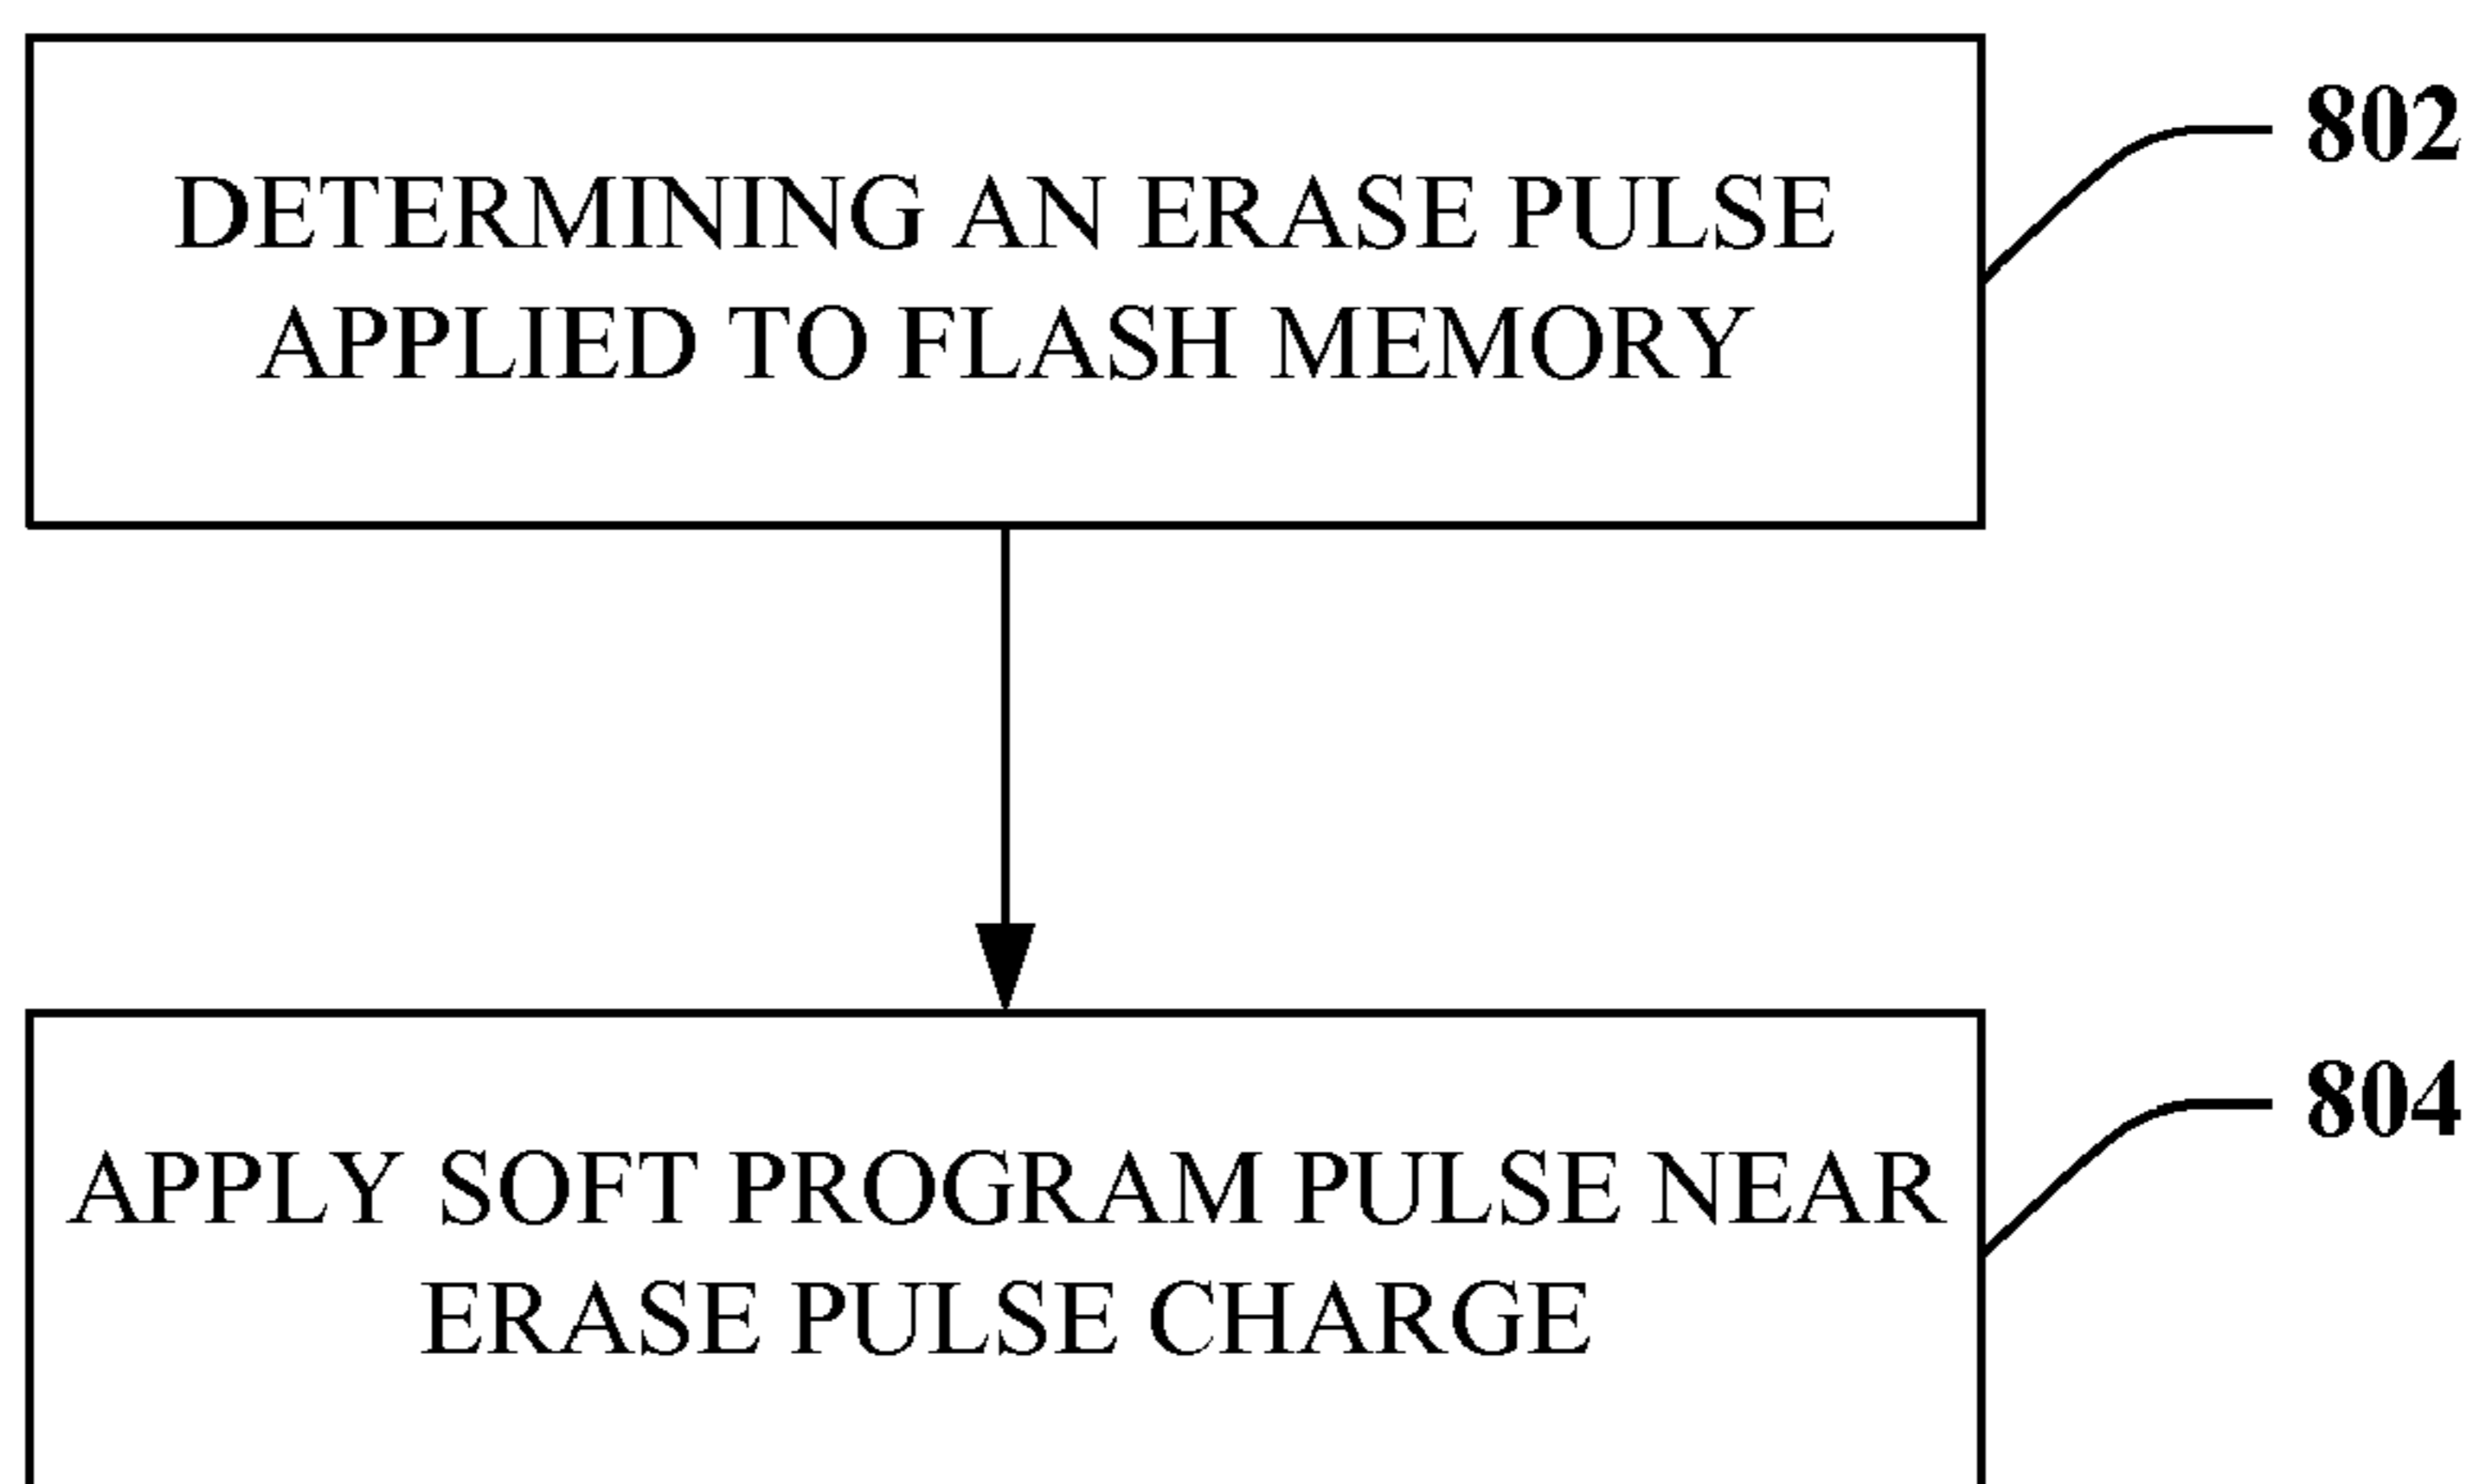 DETERMINING AN ERASE PULSE
APPLIED TO FLASH MEMORY
802
APPLY SOFT PROGRAM PULSE NEAR
ERASE PULSE CHARGE
804